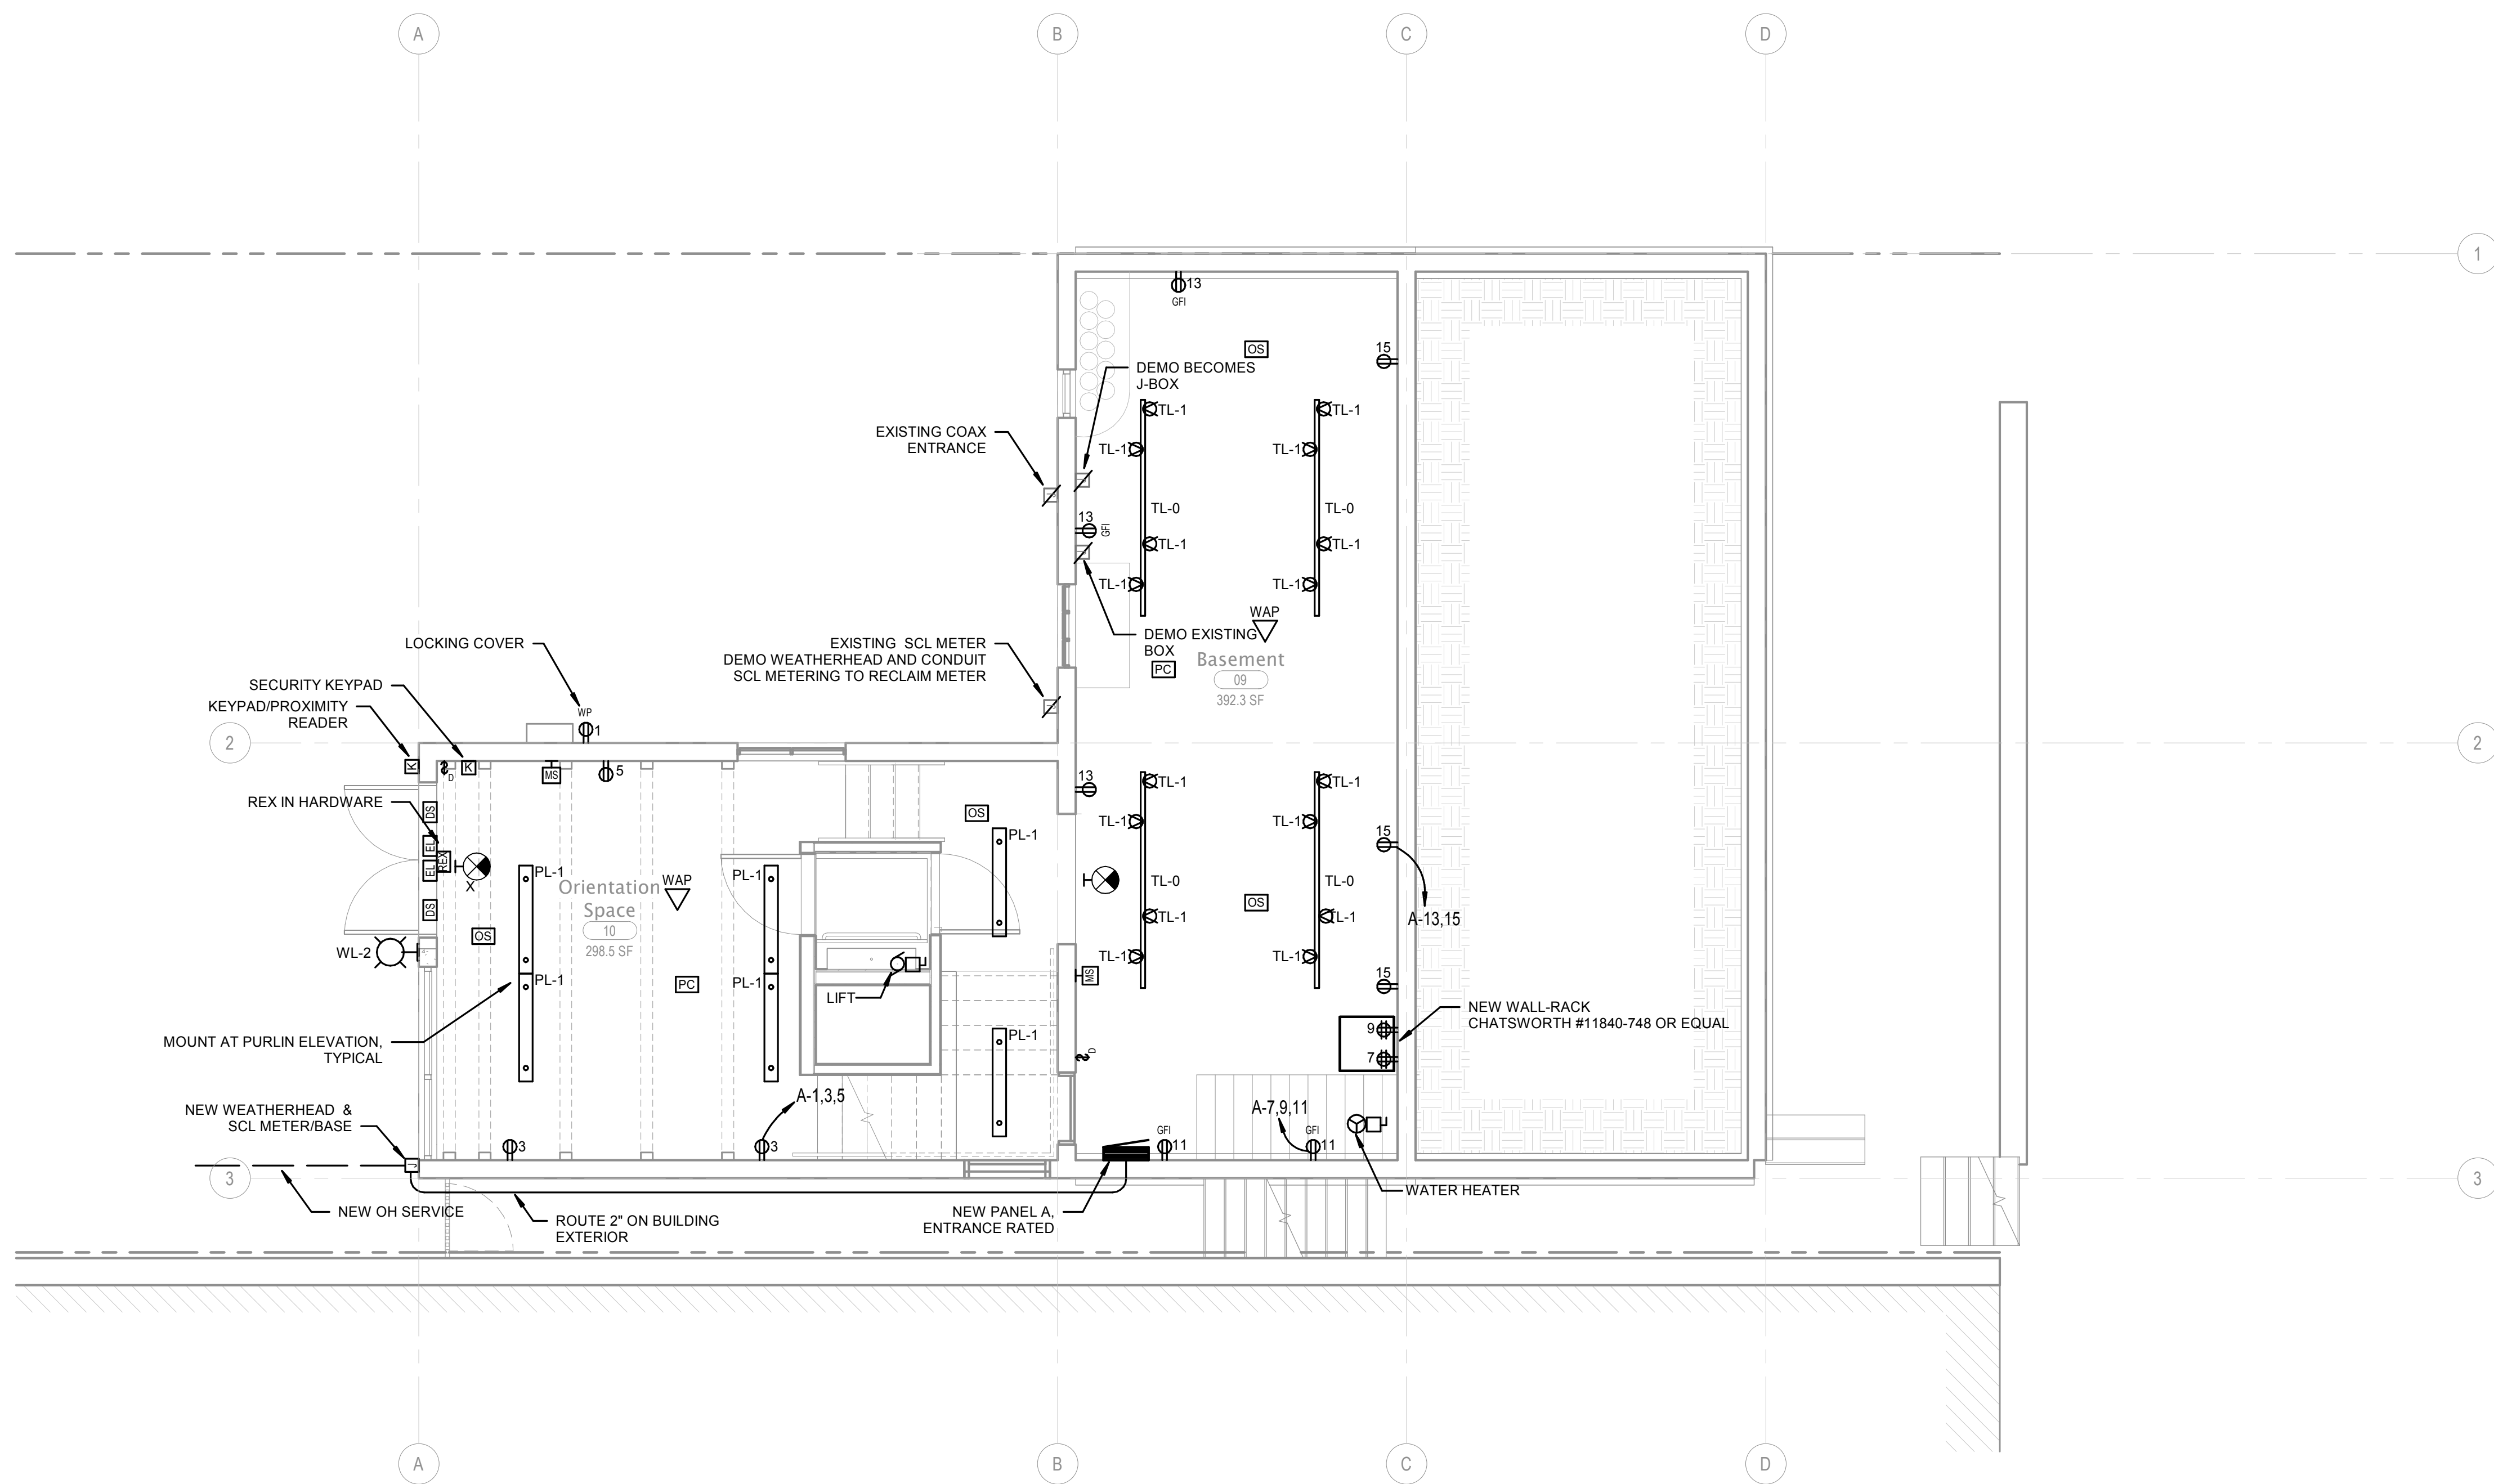 A
B
C
D
1
13
GFI
OS
15
DEMO BECOMES
J-BOX
TL-1
TL-1
EXISTING COAX
ENTRANCE
TL-1
TL-1
TL-0
TL-0
13
GFI
TL-1
TL-1
TL-1
TL-1
WAP
DEMO EXISTING
BOX
LOCKING COVER
EXISTING SCL METER
DEMO WEATHERHEAD AND CONDUIT
SCL METERING TO RECLAIM METER
Basement
PC
09
392.3 SF
SECURITY KEYPAD
KEYPAD/PROXIMITY
READER
WP
1
2
2
K
D
K
MS
5
13
TL-1
TL-1
REX IN HARDWARE
DS
OS
TL-1
TL-1
15
PL-1
EL
REX
EL
X
PL-1
WAP
PL-1
Orientation
Space
10
298.5 SF
TL-0
TL-0
OS
DS
TL-1
L-1
A-13,15
OS
WL-2
TL-1
TL-1
PL-1
PC
PL-1
LIFT
MS
15
NEW WALL-RACK
CHATSWORTH #11840-748 OR EQUAL
9
7
MOUNT AT PURLIN ELEVATION,
TYPICAL
PL-1
D
A-1,3,5
A-7,9,11
NEW WEATHERHEAD &
SCL METER/BASE
3
3
GFI
11
GFI
11
J
3
3
WATER HEATER
NEW OH SERVICE
ROUTE 2" ON BUILDING
EXTERIOR
NEW PANEL A,
ENTRANCE RATED
A
B
C
D